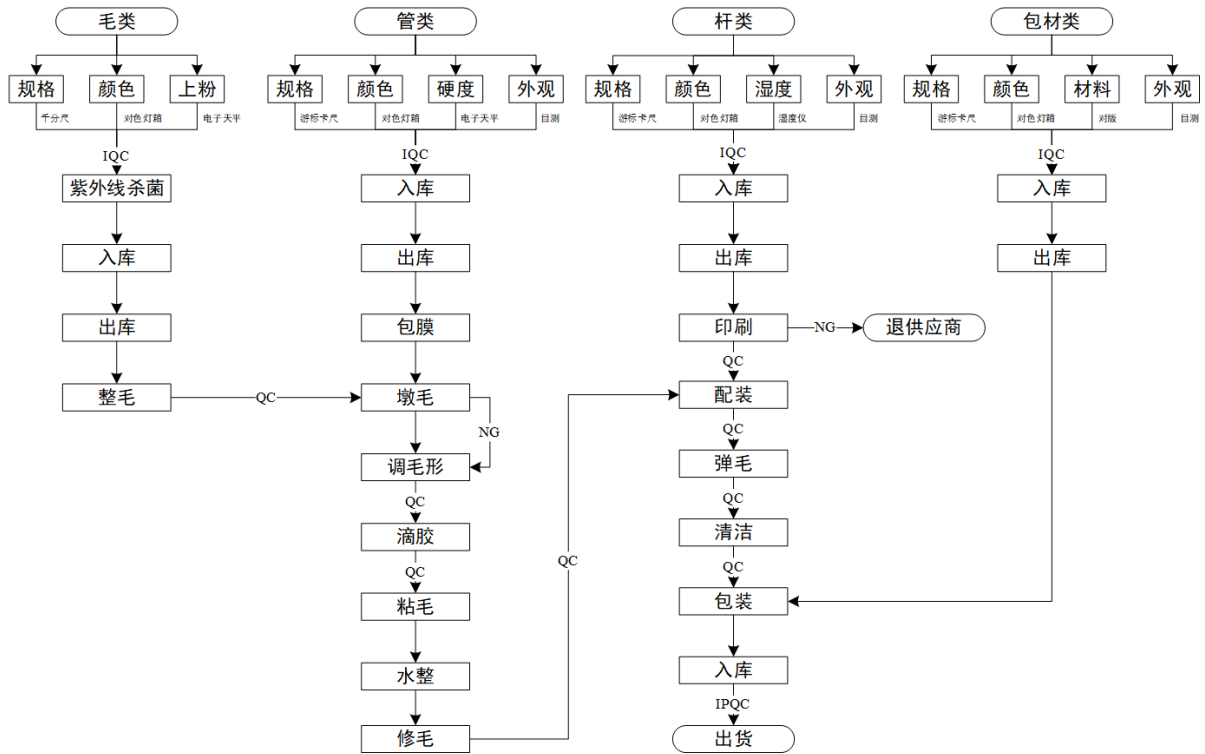 毛类
管类
杆类
包材类
规格
颜色
上粉
规格
颜色
硬度
外观
规格
颜色
湿度
外观
规格
颜色
材料
外观
千分尺
对色灯箱
电子天平
游标卡尺
对色灯箱
电子天平
目测
游标卡尺
对色灯箱
湿度仪
目测
游标卡尺
对色灯箱
对版
目测
IQC
IQC
IQC
IQC
紫外线杀菌
入库
入库
入库
入库
出库
出库
出库
出库
包膜
印刷
NG
退供应商
QC
整毛
QC
墩毛
配装
NG
QC
调毛形
弹毛
QC
QC
滴胶
清洁
QC
QC
QC
粘毛
包装
水整
入库
IPQC
修毛
出货